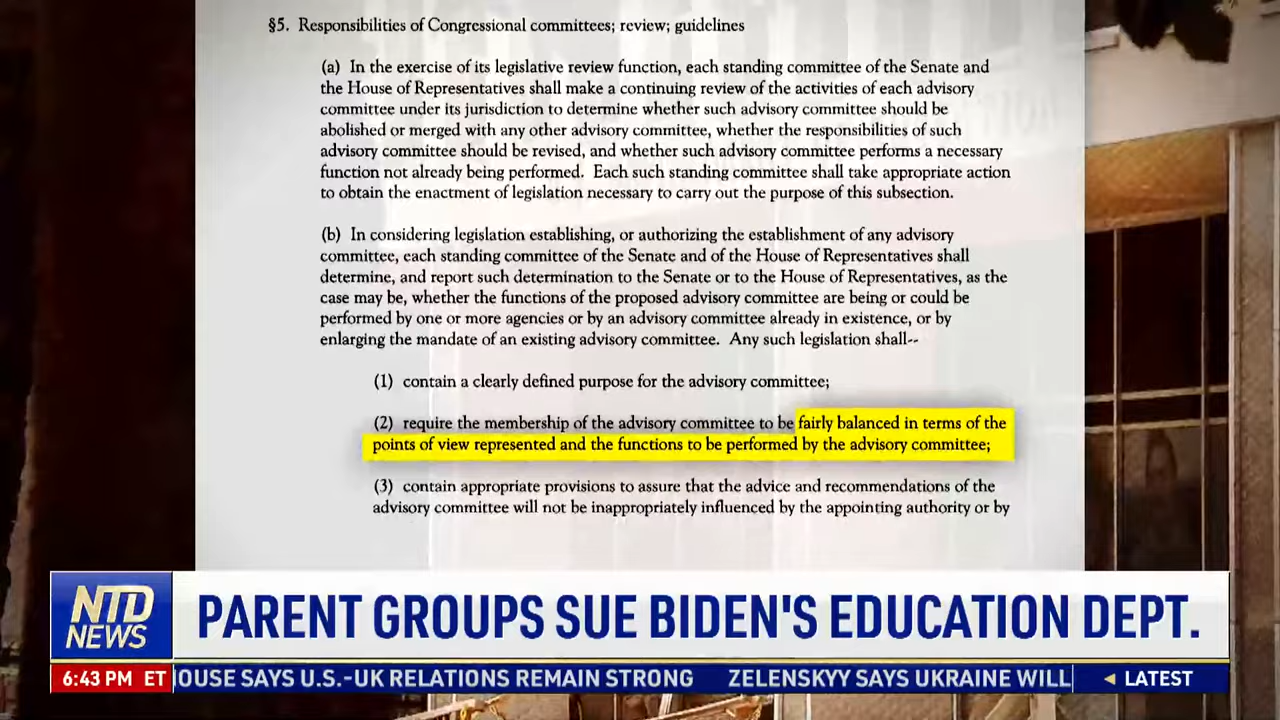 §5. Responsibilities of Congressional committees; review; guidelines
(a) In the exercise of its legislative review function, each standing committee of the Senate and
the House of Representatives shall make a continuing review of the activities of each advisory
committee under its jurisdiction to determine whether such advisory committee should be
abolished or merged with any other advisory committee, whether the responsibilities of such
advisory committee should be revised, and whether such advisory committee performs a necessary
function not already being performed. Each such standing committee shall take appropriate action
to obtain the enactment of legislation necessary to carry out the purpose of this subsection.
(b) In considering legislation establishing, or authorizing the establishment of any advisory
committee, each standing committee of the Senate and of the House of Representatives shall
determine, and report such determination to the Senate or to the House of Representatives, as the
case may be, whether the functions of the proposed advisory committee are being or could be
performed by one or more agencies or by an advisory committee already in existence, or by
enlarging the mandate of an existing advisory committee. Any such legislation shall--
(1) contain a clearly defined purpose for the advisory committee;
(2) require the membership of the advisory committee to be fairly balanced in terms of the
points of view represented and the functions to be performed by the advisory committee;
(3) contain appropriate provisions to assure that the advice and recommendations of the
advisory committee will not be inappropriately influenced by the appointing authority or by
NTD
NEWS
PARENT GROUPS SUE BIDEN'S EDUCATION DEPT.
6:43 PM ET OUSE SAYS U.S.-UK RELATIONS REMAIN STRONG ZELENSKYY SAYS UKRAINE WILL ◄ LATEST